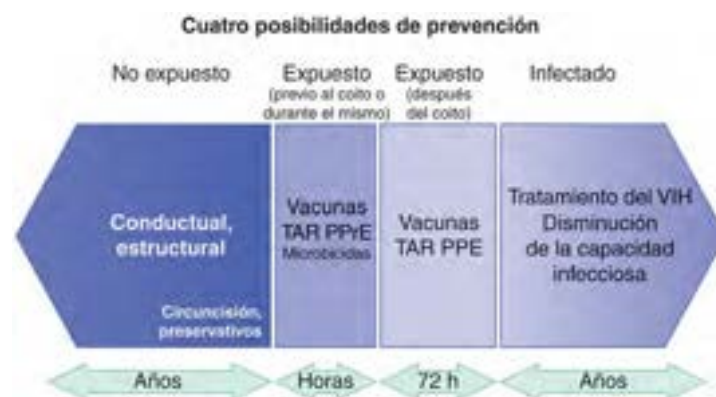 Cuatro posibilidades de prevención
No expuesto
Expuesto
(previo al coito o
durante el mismo)
Expuesto
(después
del coito)
Infectado
Conductual,
estructural
Circuncisión,
preservativos
Vacunas
TAR PPrE
Microbicidas
Vacunas
TAR PPE
Tratamiento del VIH
Disminución
de la capacidad
infecciosa
Años
Horas
72 h
Años